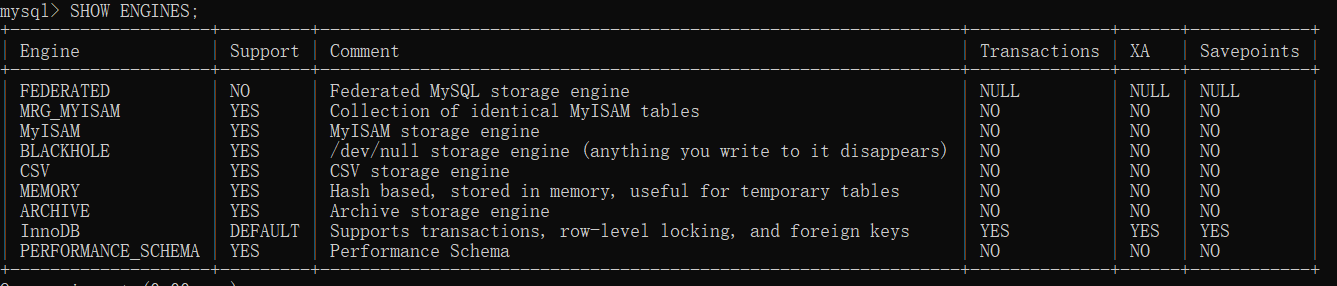 mysql> SHOW ENGINES;
Engine Support Comment Transactions XA Savepoints
FEDERATED NO Federated MySQL storage engine NULL NULL NULL
MRG_MYISAM YES Collection of identical MyISAM tables NO NO NO
MyISAM YES MyISAM storage engine NO NO NO
BLACKHOLE YES /dev/null storage engine (anything you write to it disappears) NO NO NO
CSV YES CSV storage engine NO NO NO
MEMORY YES Hash based, stored in memory, useful for temporary tables NO NO NO
ARCHIVE YES Archive storage engine NO NO NO
InnoDB DEFAULT Supports transactions, row-level locking, and foreign keys YES YES YES
PERFORMANCE_SCHEMA YES Performance Schema NO NO NO